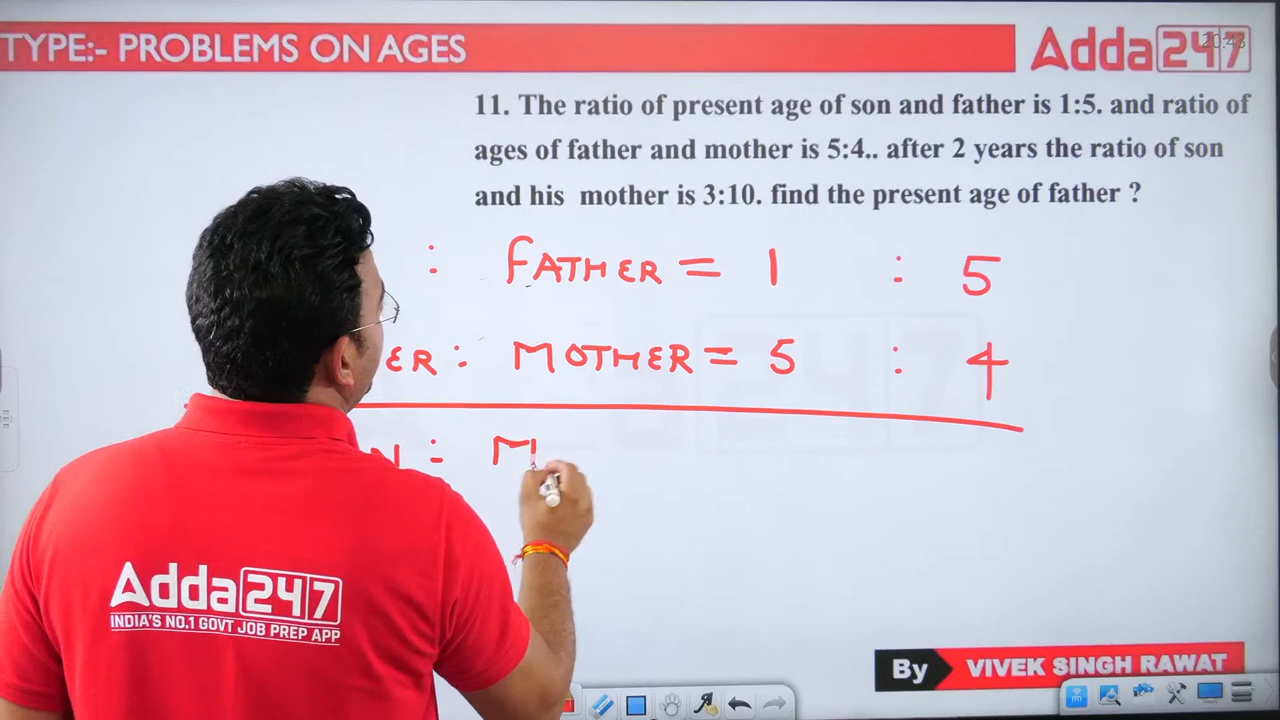 TYPE:- PROBLEMS ON AGES
Adda247
11. The ratio of present age of son and father is 1:5. and ratio of
ages of father and mother is 5:4.. after 2 years the ratio of son
and his mother is 3:10. find the present age of father ?
: FATHER = 1 : 5
ER : MOTHER = 5 : 4
N : M
Adda247
INDIA'S NO.1 GOVT JOB PREP APP
By VIVEK SINGH RAWAT